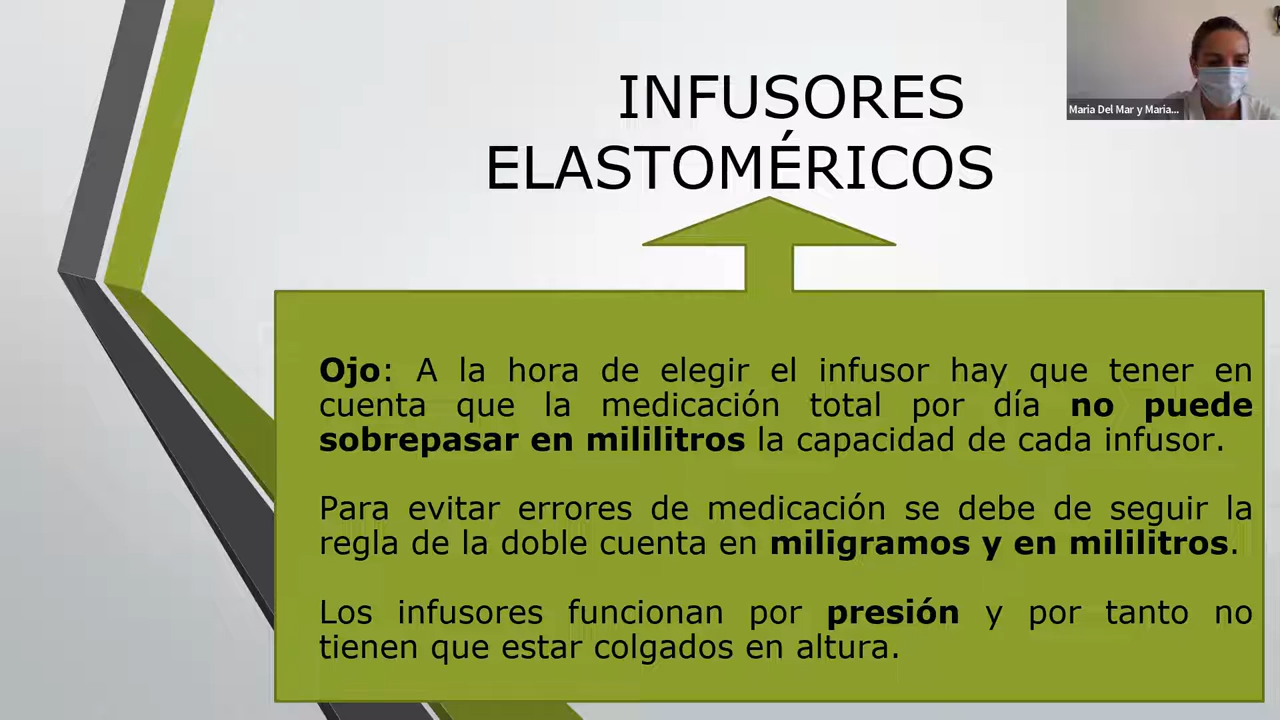 INFUSORES
ELASTOMÉRICOS
Maria Del Mar y Maria...
Ojo: A la hora de elegir el infusor hay que tener en
cuenta que la medicación total por día no puede
sobrepasar en mililitros la capacidad de cada infusor.
Para evitar errores de medicación se debe de seguir la
regla de la doble cuenta en miligramos y en mililitros.
Los infusores funcionan por presión y por tanto no
tienen que estar colgados en altura.